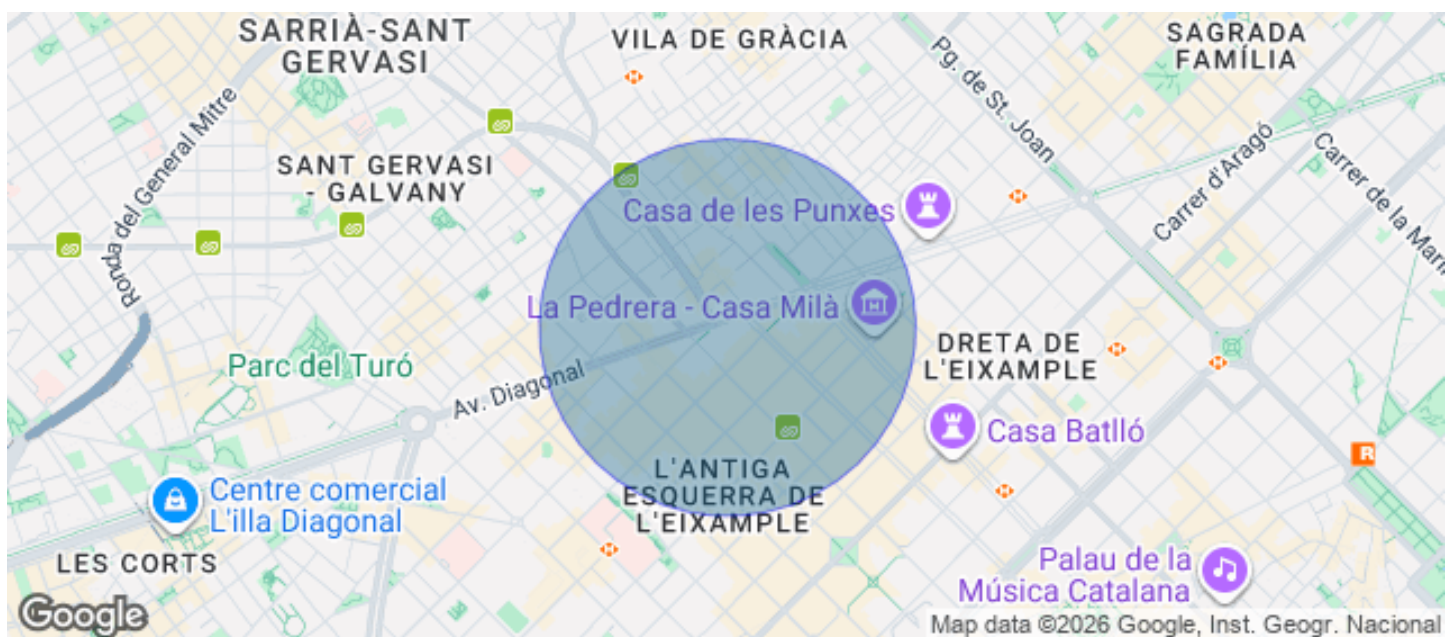 SARRIÀ-SANT
GERVASI
VILA DE GRÀCIA
SAGRADA
FAMÍLIA
Pg. de St. Joan
Ronda del General Mitre
SANT GERVASI
- GALVANY
Carrer d'Aragó
Carrer de la Mari
Casa de les Punxes
La Pedrera - Casa Milà
DRETA DE
L'EIXAMPLE
Parc del Turó
Av. Diagonal
Casa Batlló
L'ANTIGA
ESQUERRA DE
L'EIXAMPLE
R
Centre comercial
L'illa Diagonal
LES CORTS
Palau de la
Música Catalana
Google
Map data ©2026 Google, Inst. Geogr. Nacional